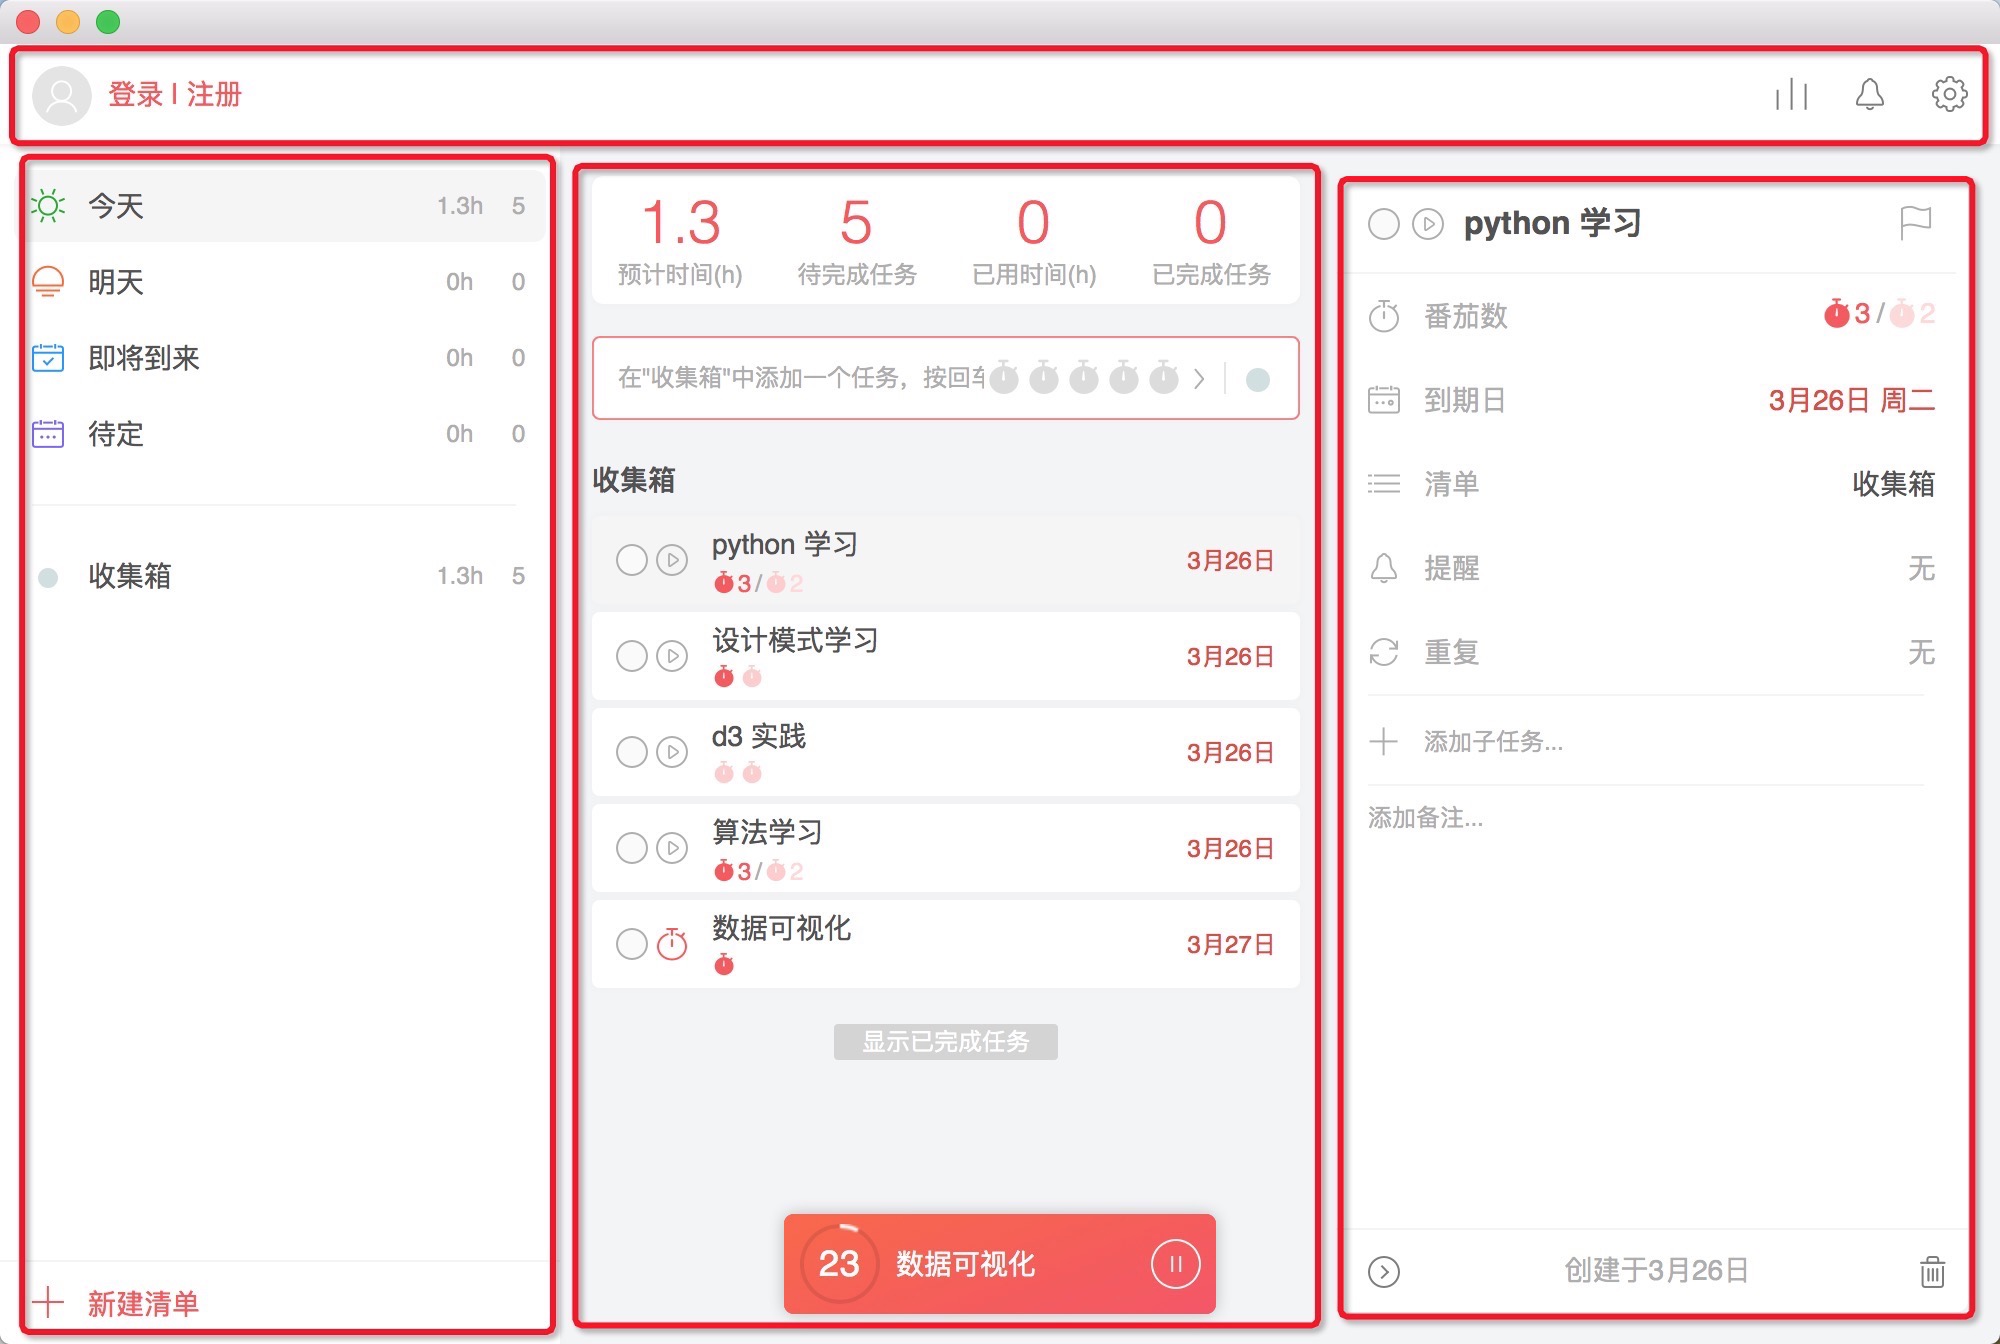 登录 | 注册
今天 1.3h 5
明天 0h 0
即将到来 0h 0
待定 0h 0
收集箱 1.3h 5
新建清单
1.3 5 0 0
预计时间(h) 待完成任务 已用时间(h) 已完成任务
在"收集箱"中添加一个任务，按回车
收集箱
python 学习
3/2
3月26日
设计模式学习
3月26日
d3 实践
3月26日
算法学习
3/2
3月26日
数据可视化
3月27日
显示已完成任务
23 数据可视化
python 学习
番茄数 3/2
到期日 3月26日 周二
清单 收集箱
提醒 无
重复 无
添加子任务...
添加备注...
创建于3月26日